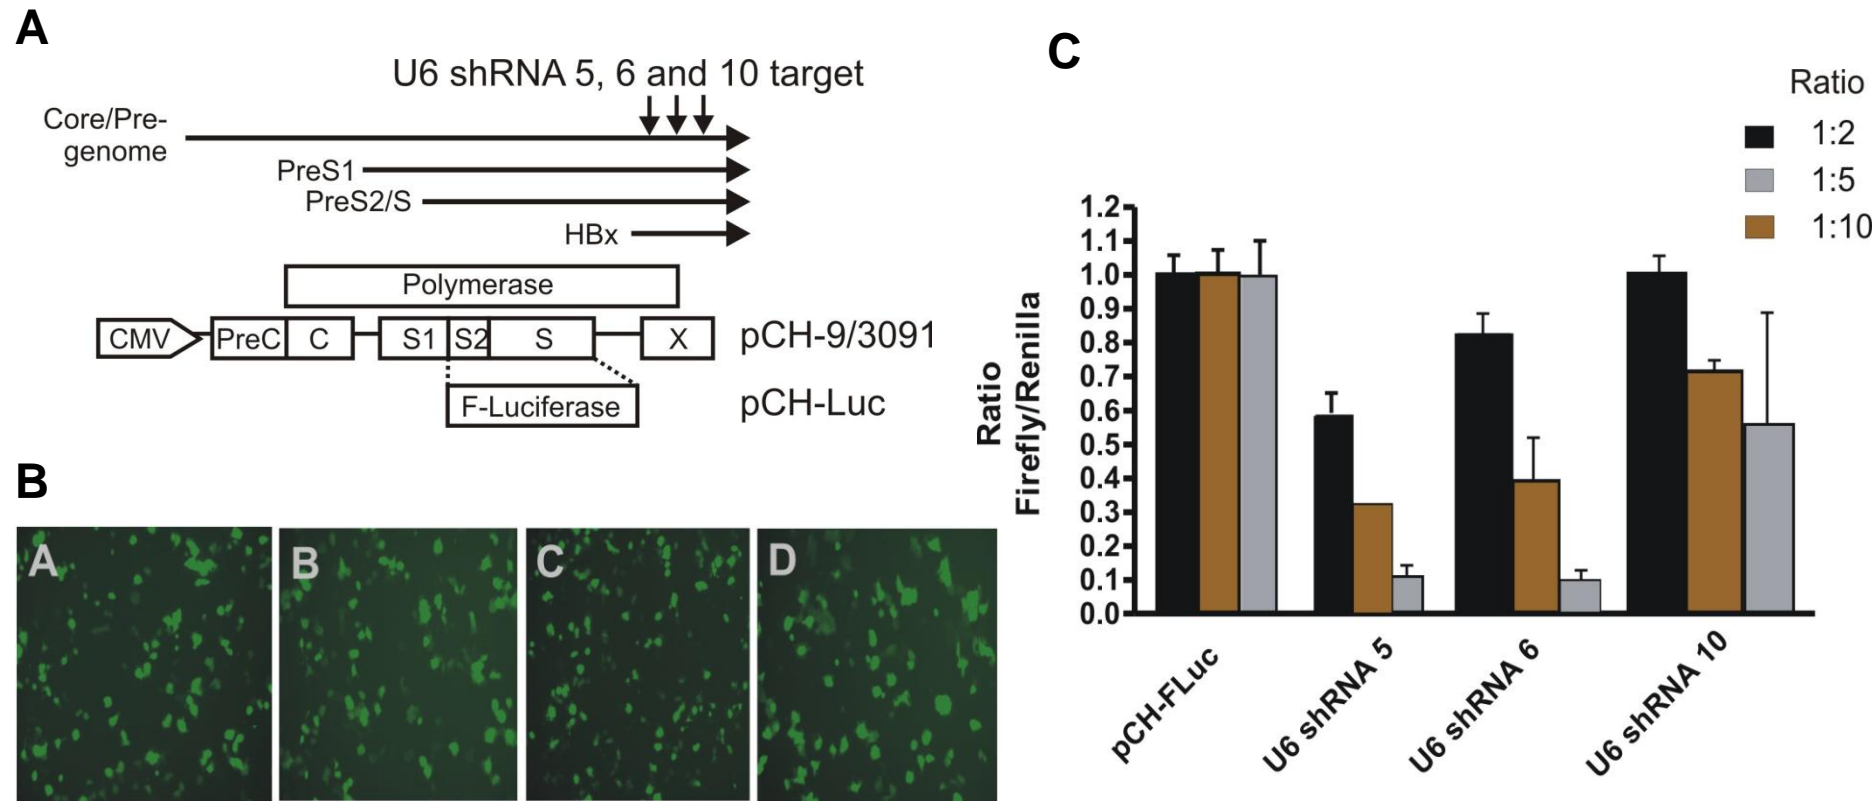 A
U6 shRNA 5, 6 and 10 target
Core/Pre-
genome
PreS1
PreS2/S
HBx
Polymerase
CMV
PreC
C
S1
S2
S
X
pCH-9/3091
F-Luciferase
pCH-Luc
B
A
B
C
D
C
Ratio
1:2
1:5
1:10
Ratio
Firefly/Renilla
1.2
1.1
1.0
0.9
0.8
0.7
0.6
0.5
0.4
0.3
0.2
0.1
0.0
pCH-FLuc
U6 shRNA 5
U6 shRNA 6
U6 shRNA 10